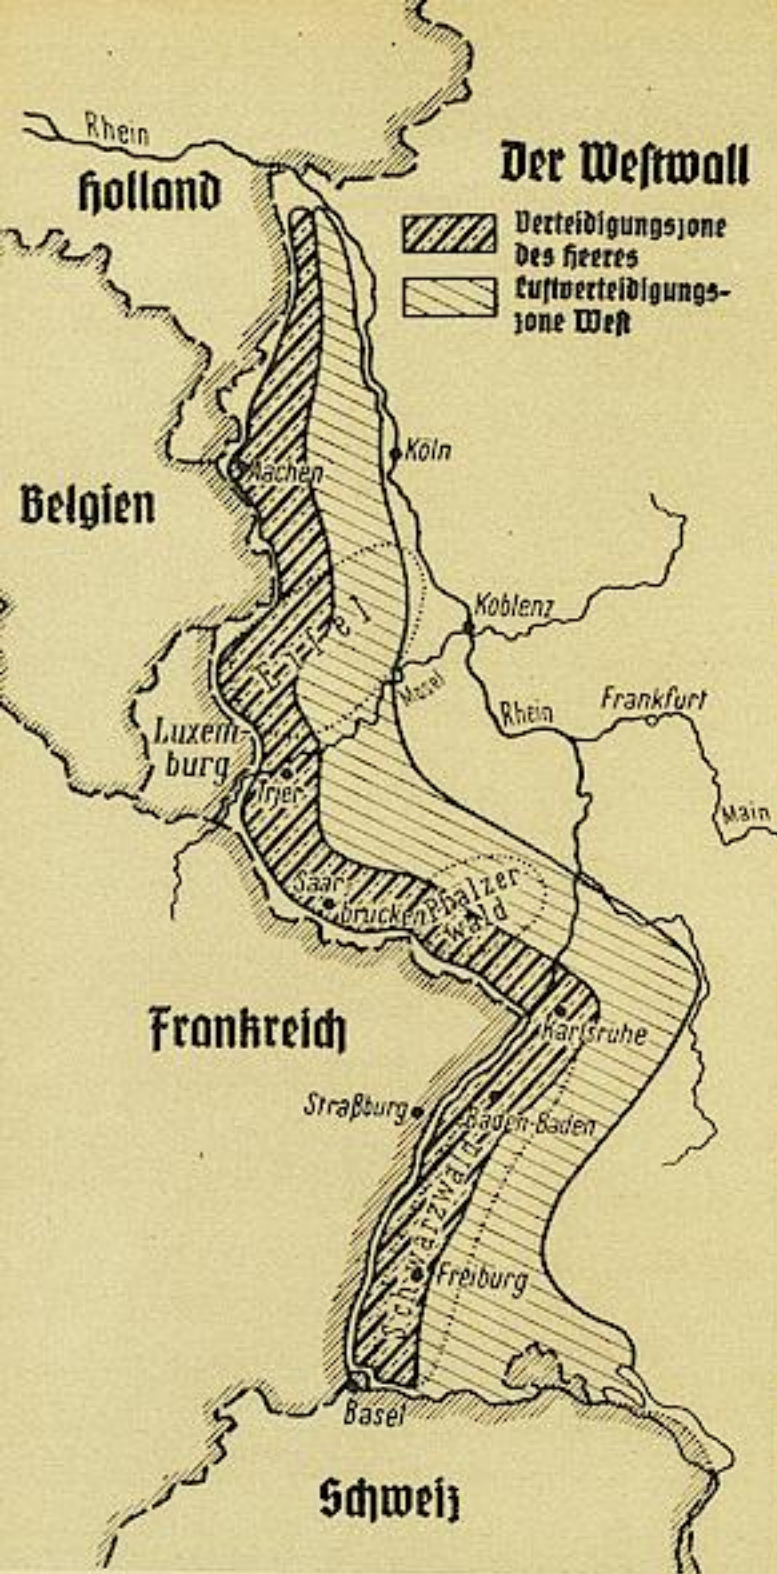 Rhein
Holland
Der Westwall
Verteidigungszone
des Heeres
Luftverteidigungs-
zone West
Köln
Aachen
Belgien
Koblenz
Eifel
Mosel
Rhein
Frankfurt
Luxem-
burg
Trier
Main
Saar
brücken
Phälzer
wald
Frankreich
Karlsruhe
Straßburg
Baden-Baden
Schwarzwald
Freiburg
Basel
Schweiz